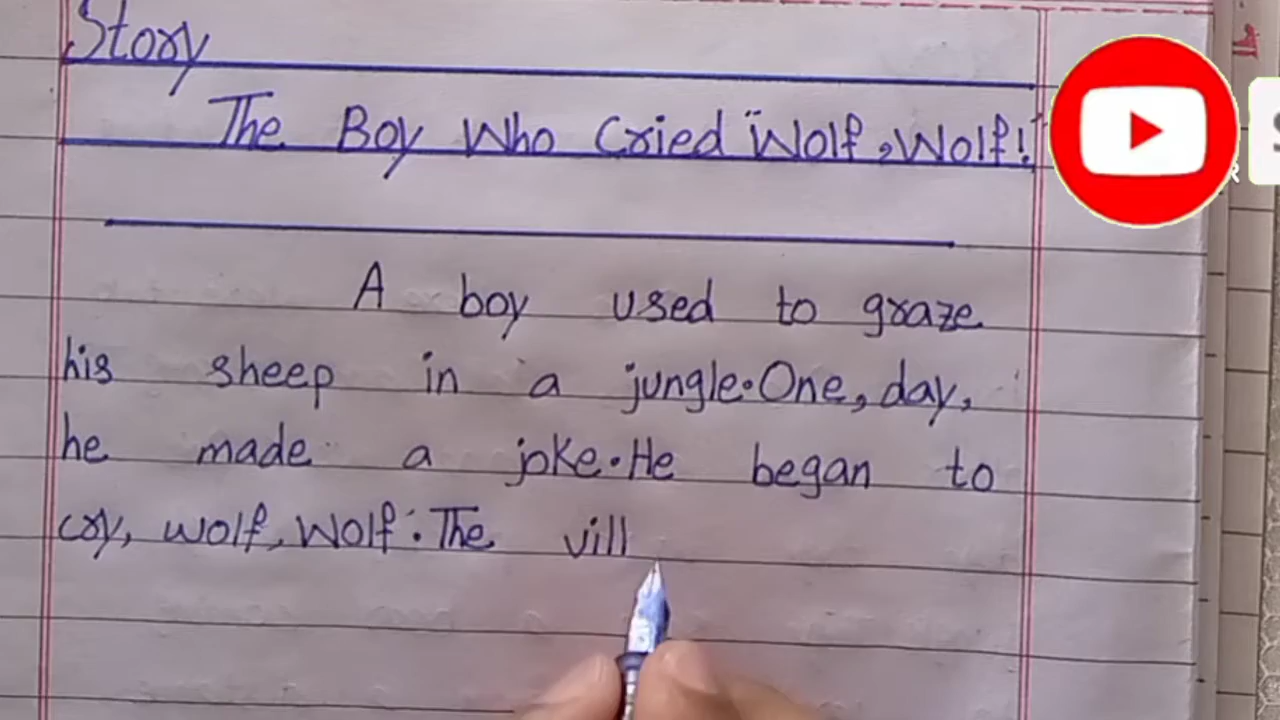 Story
The Boy Who Cried "Wolf, Wolf!"
A boy used to graze
his sheep in a jungle. One, day,
he made a joke. He began to
cry, wolf, Wolf. The vill